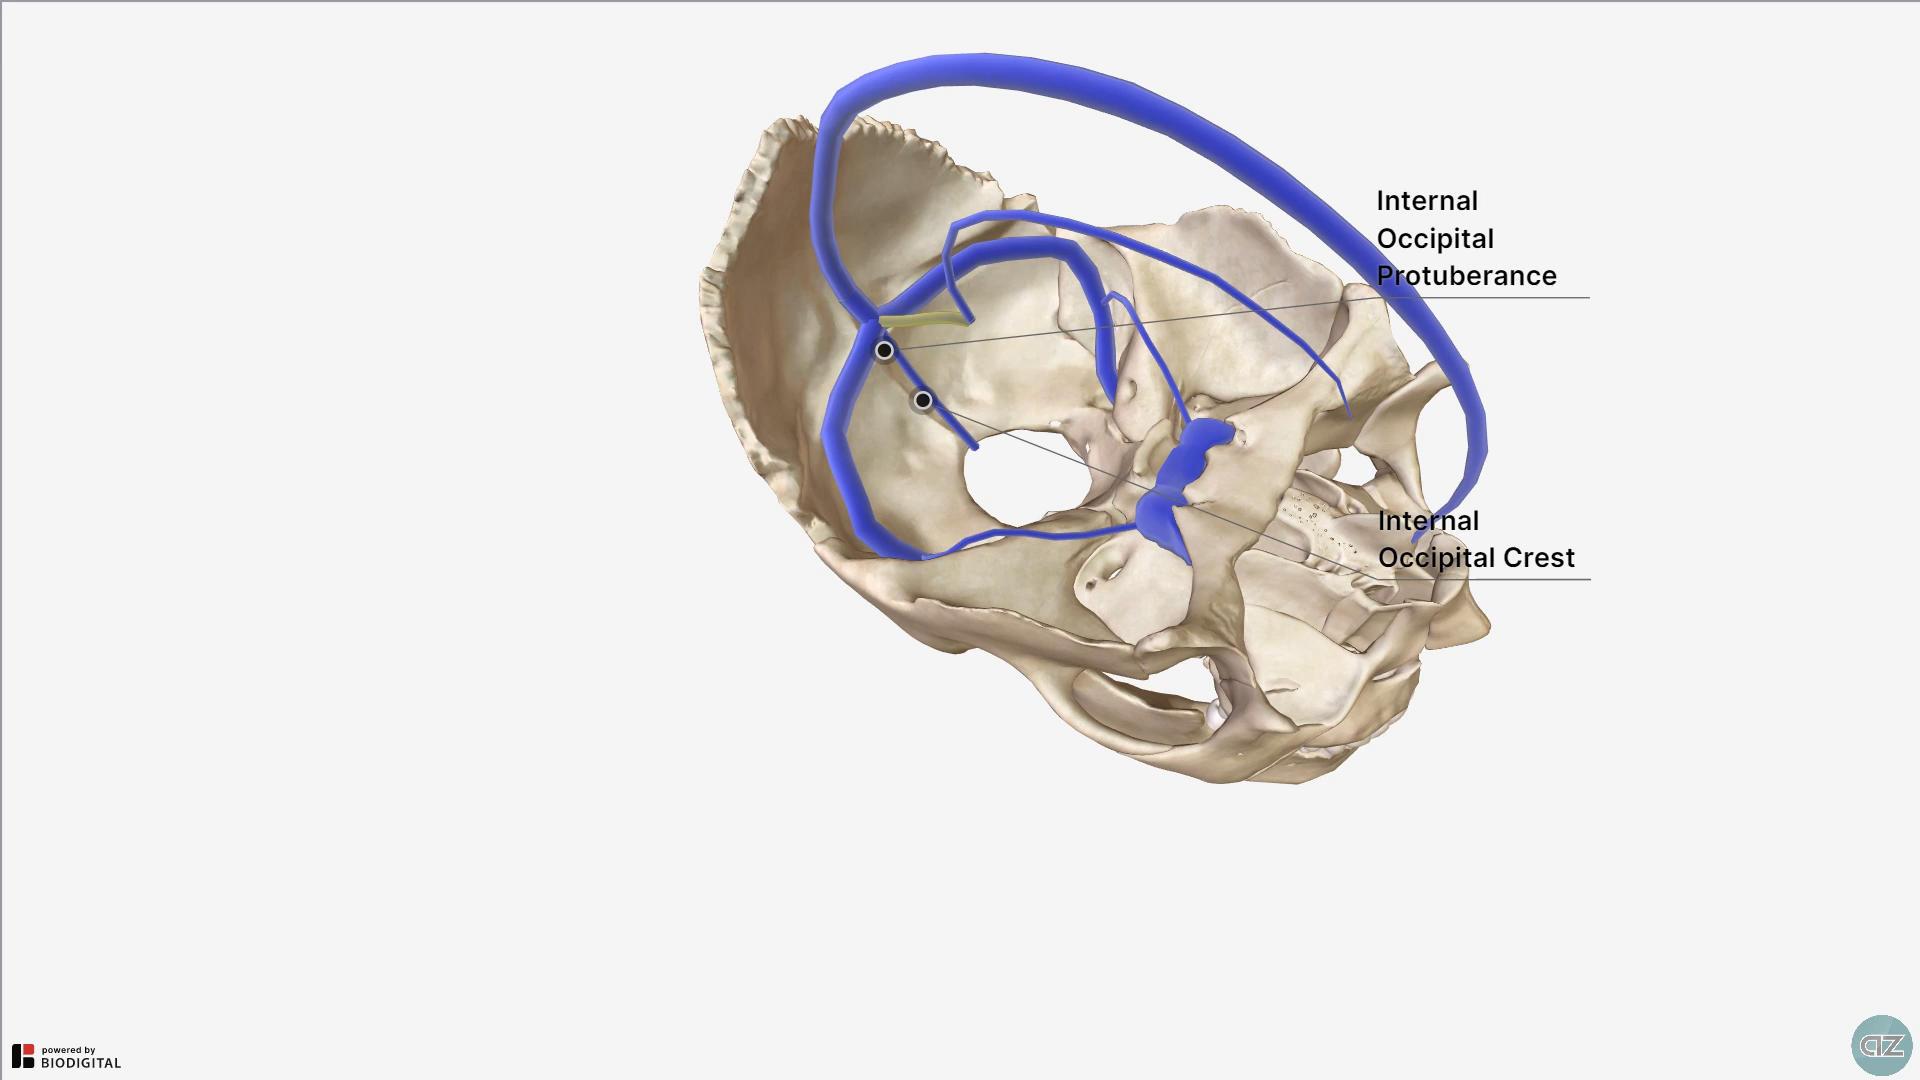 Internal
Occipital
Protuberance
Internal
Occipital Crest
powered by
BIODIGITAL
az